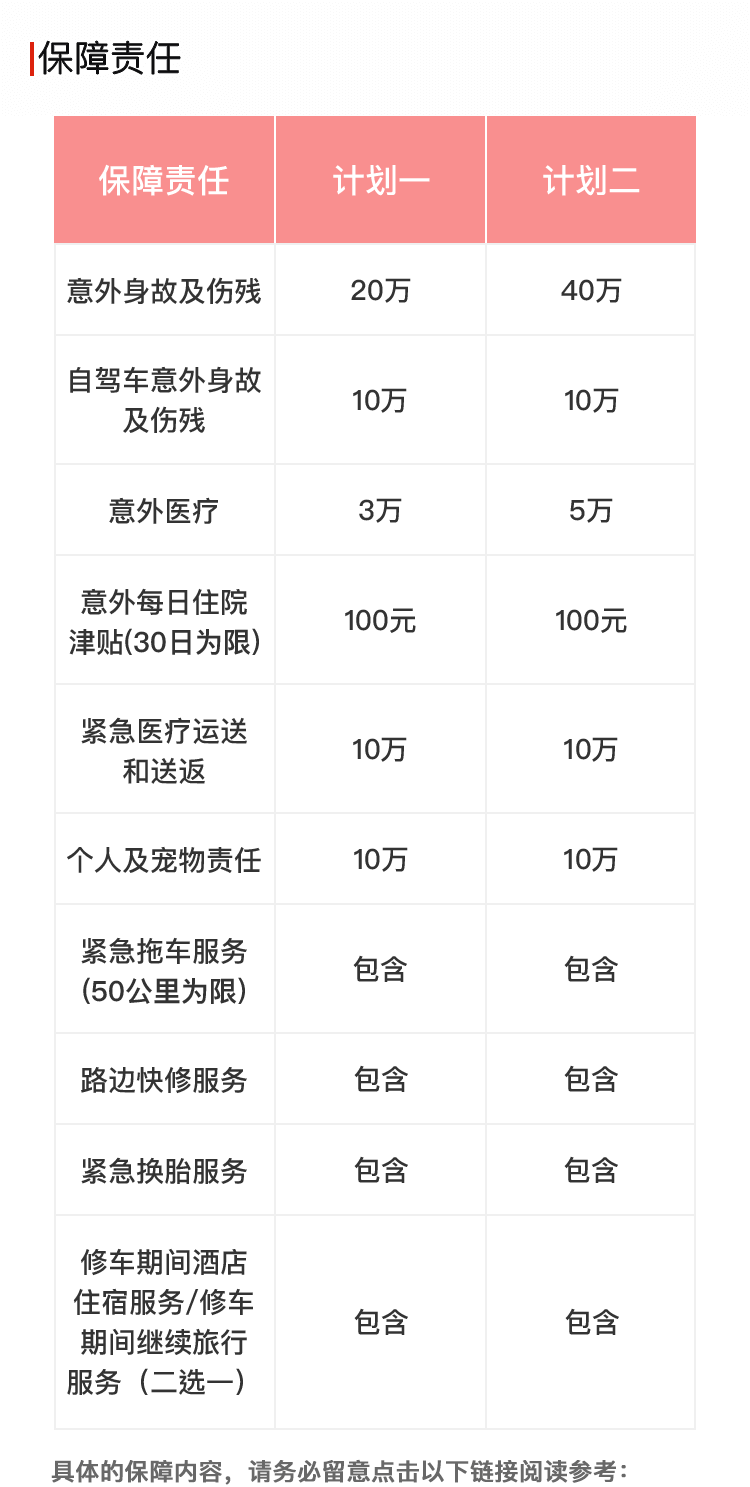 保障责任
保障责任 计划一 计划二
意外身故及伤残 20万 40万
自驾车意外身故
及伤残 10万 10万
意外医疗 3万 5万
意外每日住院
津贴(30日为限) 100元 100元
紧急医疗运送
和送返 10万 10万
个人及宠物责任 10万 10万
紧急拖车服务
(50公里为限) 包含 包含
路边快修服务 包含 包含
紧急换胎服务 包含 包含
修车期间酒店
住宿服务/修车
期间继续旅行
服务（二选一） 包含 包含
具体的保障内容，请务必留意点击以下链接阅读参考：